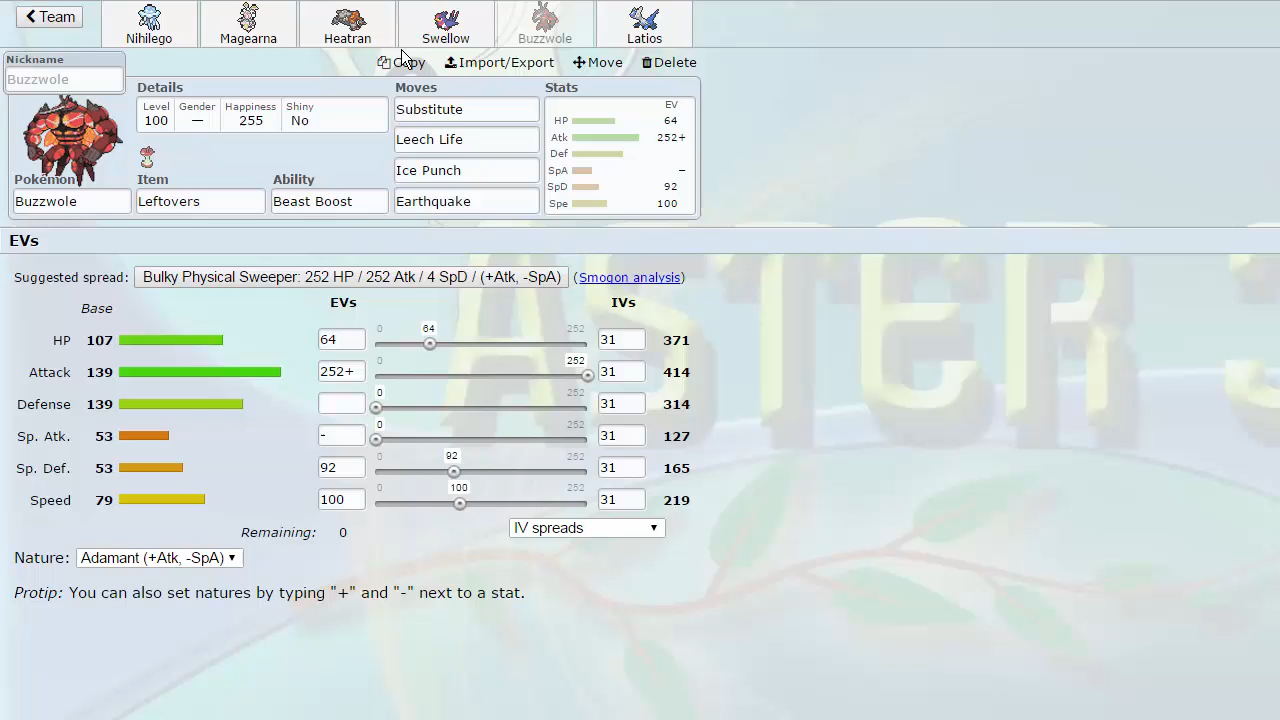 Team
Nihilego
Magearna
Heatran
Swellow
Buzzwole
Latios
Nickname
Buzzwole
Copy
Import/Export
Move
Delete
Details
Moves
Stats
Level
100
Gender
—
Happiness
255
Shiny
No
Substitute
Leech Life
Ice Punch
Earthquake
EV
HP 64
Atk 252+
Def
SpA –
SpD 92
Spe 100
Pokémon
Item
Ability
Buzzwole
Leftovers
Beast Boost
EVs
Suggested spread: Bulky Physical Sweeper: 252 HP / 252 Atk / 4 SpD / (+Atk, -SpA) (Smogon analysis)
Base EVs IVs
HP 107 64 0 64 252 31 371
Attack 139 252+ 0 252 31 414
Defense 139 0 252 31 314
Sp. Atk. 53 - 0 252 31 127
Sp. Def. 53 92 0 92 252 31 165
Speed 79 100 0 100 252 31 219
Remaining: 0
IV spreads
Nature: Adamant (+Atk, -SpA)
Protip: You can also set natures by typing "+" and "-" next to a stat.
ASTER